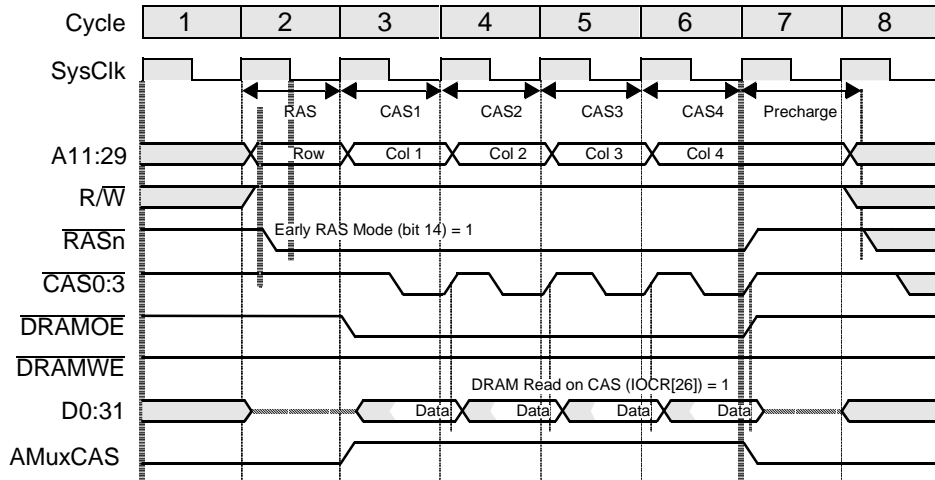 Cycle 1 2 3 4 5 6 7 8
SysClk
RAS CAS1 CAS2 CAS3 CAS4 Precharge
A11:29 Row Col 1 Col 2 Col 3 Col 4
R/W
RASn Early RAS Mode (bit 14) = 1
CAS0:3
DRAMOE
DRAMWE
DRAM Read on CAS (IOCR[26]) = 1
D0:31 Data Data Data Data
AMuxCAS